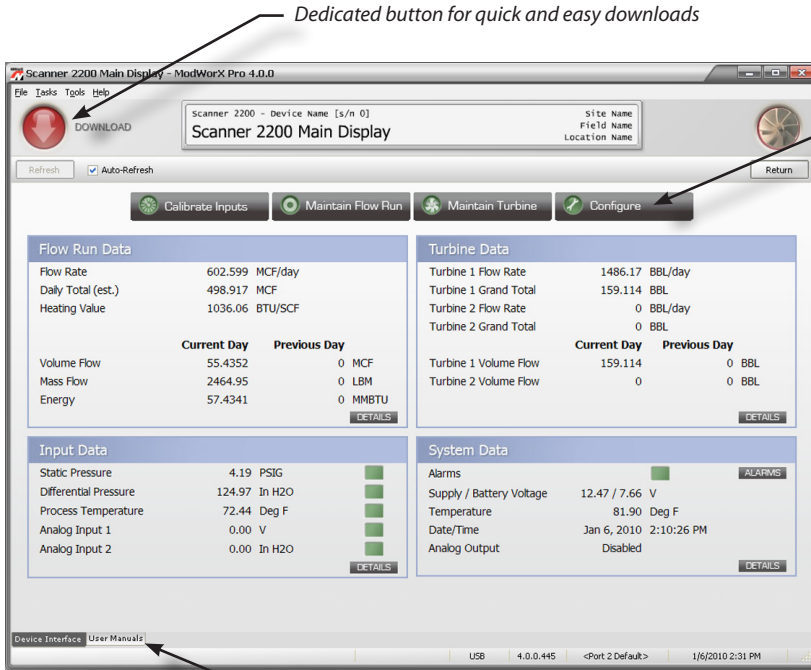 Dedicated button for quick and easy downloads
Scanner 2200 Main Display - ModWorX Pro 4.0.0
File Tasks Tools Help
DOWNLOAD
Scanner 2200 - Device Name [s/n 0]
Scanner 2200 Main Display
Site Name
Field Name
Location Name
Refresh Auto-Refresh Return
Calibrate Inputs Maintain Flow Run Maintain Turbine Configure
Flow Run Data
Flow Rate 602.599 MCF/day
Daily Total (est.) 498.917 MCF
Heating Value 1036.06 BTU/SCF
Current Day Previous Day
Volume Flow 55.4352 0 MCF
Mass Flow 2464.95 0 LBM
Energy 57.4341 0 MMBTU
DETAILS
Turbine Data
Turbine 1 Flow Rate 1486.17 BBL/day
Turbine 1 Grand Total 159.114 BBL
Turbine 2 Flow Rate 0 BBL/day
Turbine 2 Grand Total 0 BBL
Current Day Previous Day
Turbine 1 Volume Flow 159.114 0 BBL
Turbine 2 Volume Flow 0 0 BBL
DETAILS
Input Data
Static Pressure 4.19 PSIG
Differential Pressure 124.97 In H2O
Process Temperature 72.44 Deg F
Analog Input 1 0.00 V
Analog Input 2 0.00 In H2O
DETAILS
System Data
Alarms ALARMS
Supply / Battery Voltage 12.47 / 7.66 V
Temperature 81.90 Deg F
Date/Time Jan 6, 2010 2:10:26 PM
Analog Output Disabled
DETAILS
Device Interface User Manuals
USB 4.0.0.445 <Port 2 Default> 1/6/2010 2:31 PM